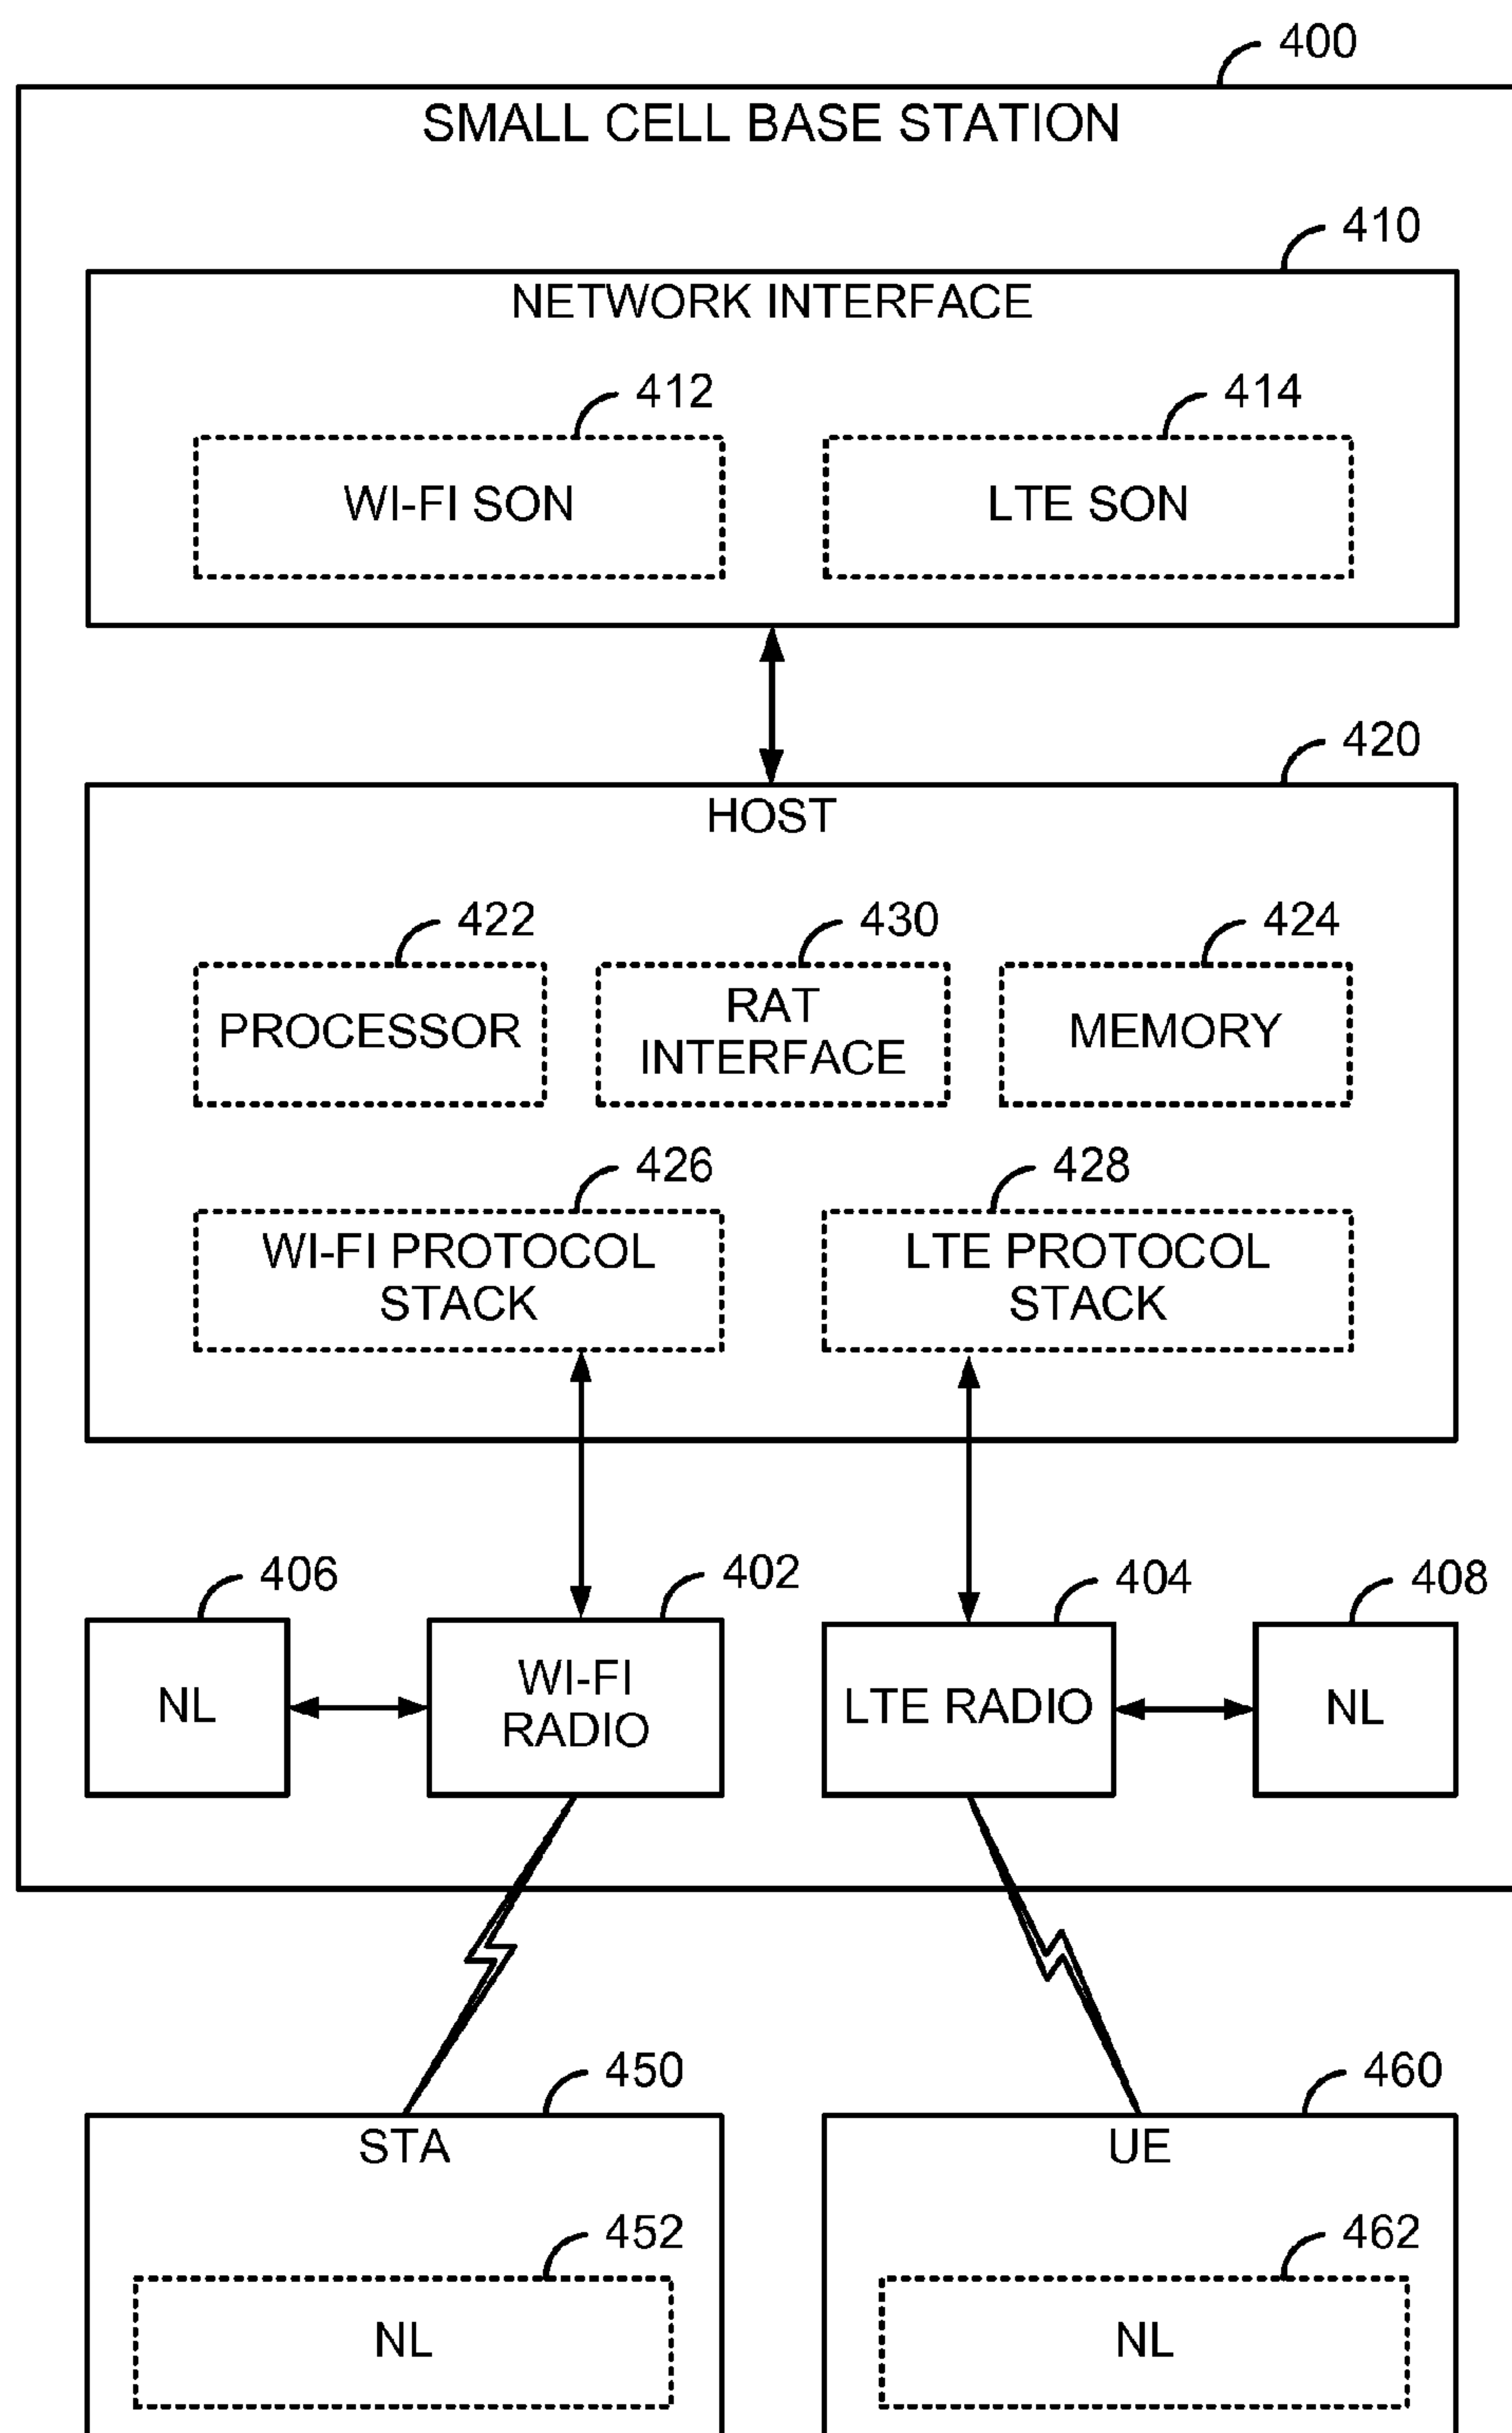 400
SMALL CELL BASE STATION
410
NETWORK INTERFACE
412
414
WI-FI SON
LTE SON
420
HOST
422
430
424
PROCESSOR
RAT
INTERFACE
MEMORY
426
428
WI-FI PROTOCOL
STACK
LTE PROTOCOL
STACK
406
402
404
408
NL
WI-FI
RADIO
LTE RADIO
NL
450
460
STA
UE
452
462
NL
NL